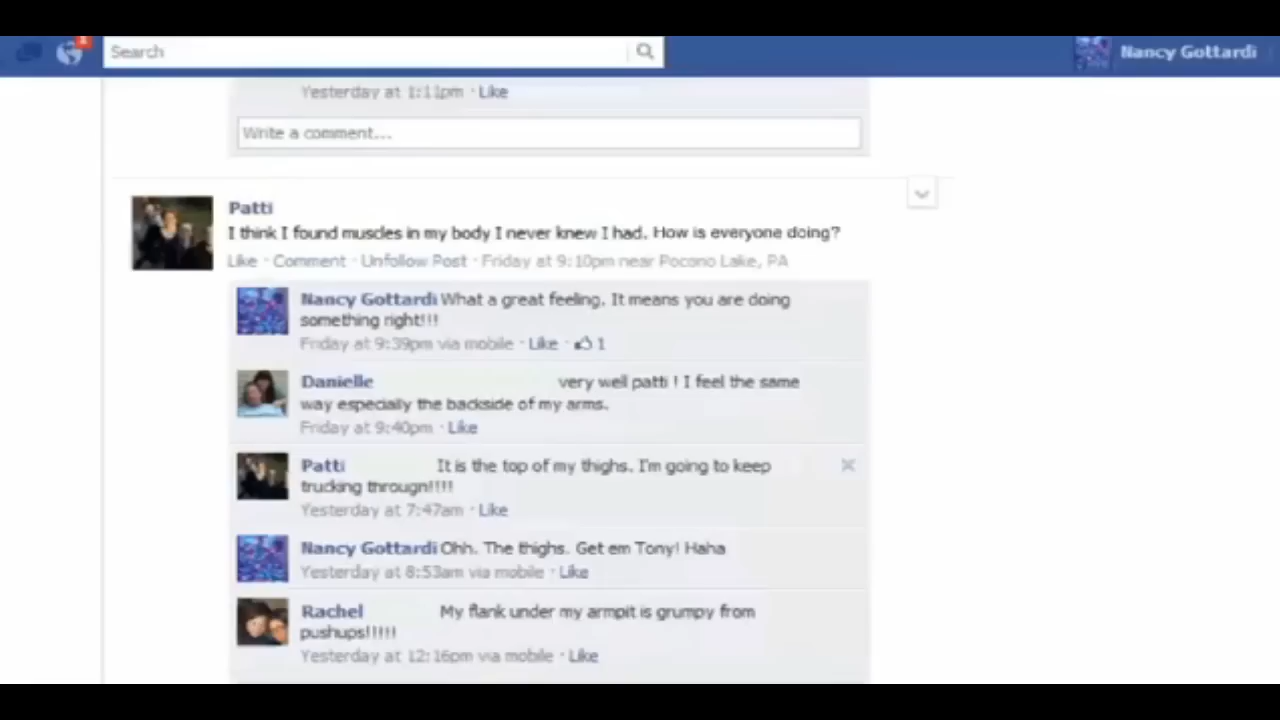 Search
Nancy Gottardi
Yesterday at 1:11pm · Like
Write a comment...
Patti
I think I found muscles in my body I never knew I had. How is everyone doing?
Like · Comment · Unfollow Post · Friday at 9:10pm near Pocono Lake, PA
Nancy Gottardi What a great feeling. It means you are doing
something right!!!
Friday at 9:39pm via mobile · Like · 1
Danielle very well patti ! I feel the same
way especially the backside of my arms.
Friday at 9:40pm · Like
Patti It is the top of my thighs. I'm going to keep
trucking througn!!!!
Yesterday at 7:47am · Like
Nancy Gottardi Ohh. The thighs. Get em Tony! Haha
Yesterday at 8:53am via mobile · Like
Rachel My flank under my armpit is grumpy from
pushups!!!!!
Yesterday at 12:16pm via mobile · Like